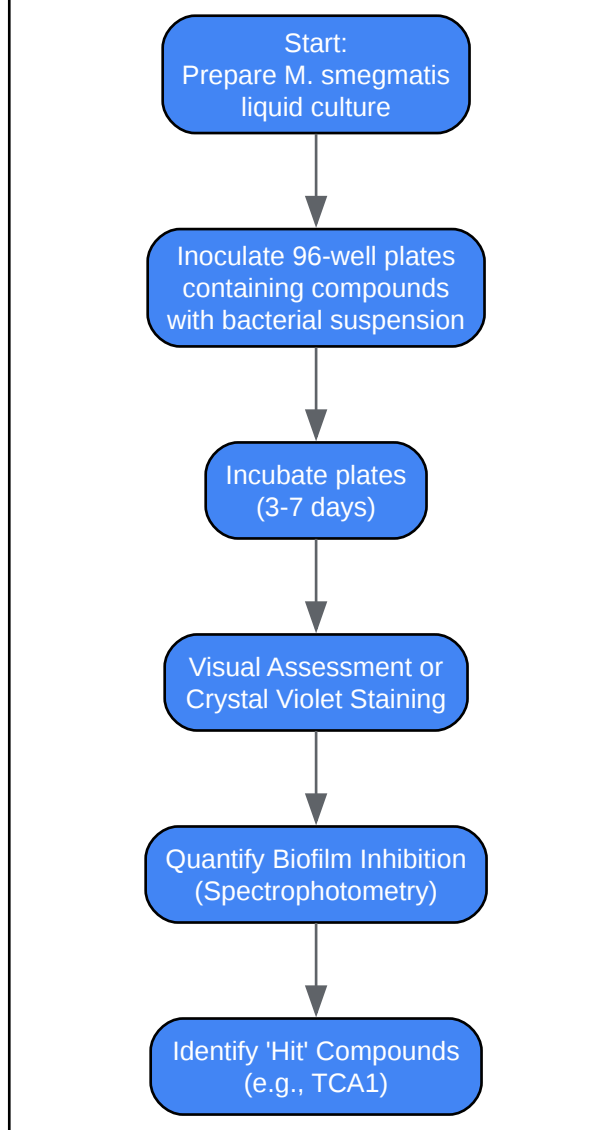 Start:
Prepare M. smegmatis
liquid culture
Inoculate 96-well plates
containing compounds
with bacterial suspension
Incubate plates
(3-7 days)
Visual Assessment or
Crystal Violet Staining
Quantify Biofilm Inhibition
(Spectrophotometry)
Identify 'Hit' Compounds
(e.g., TCA1)